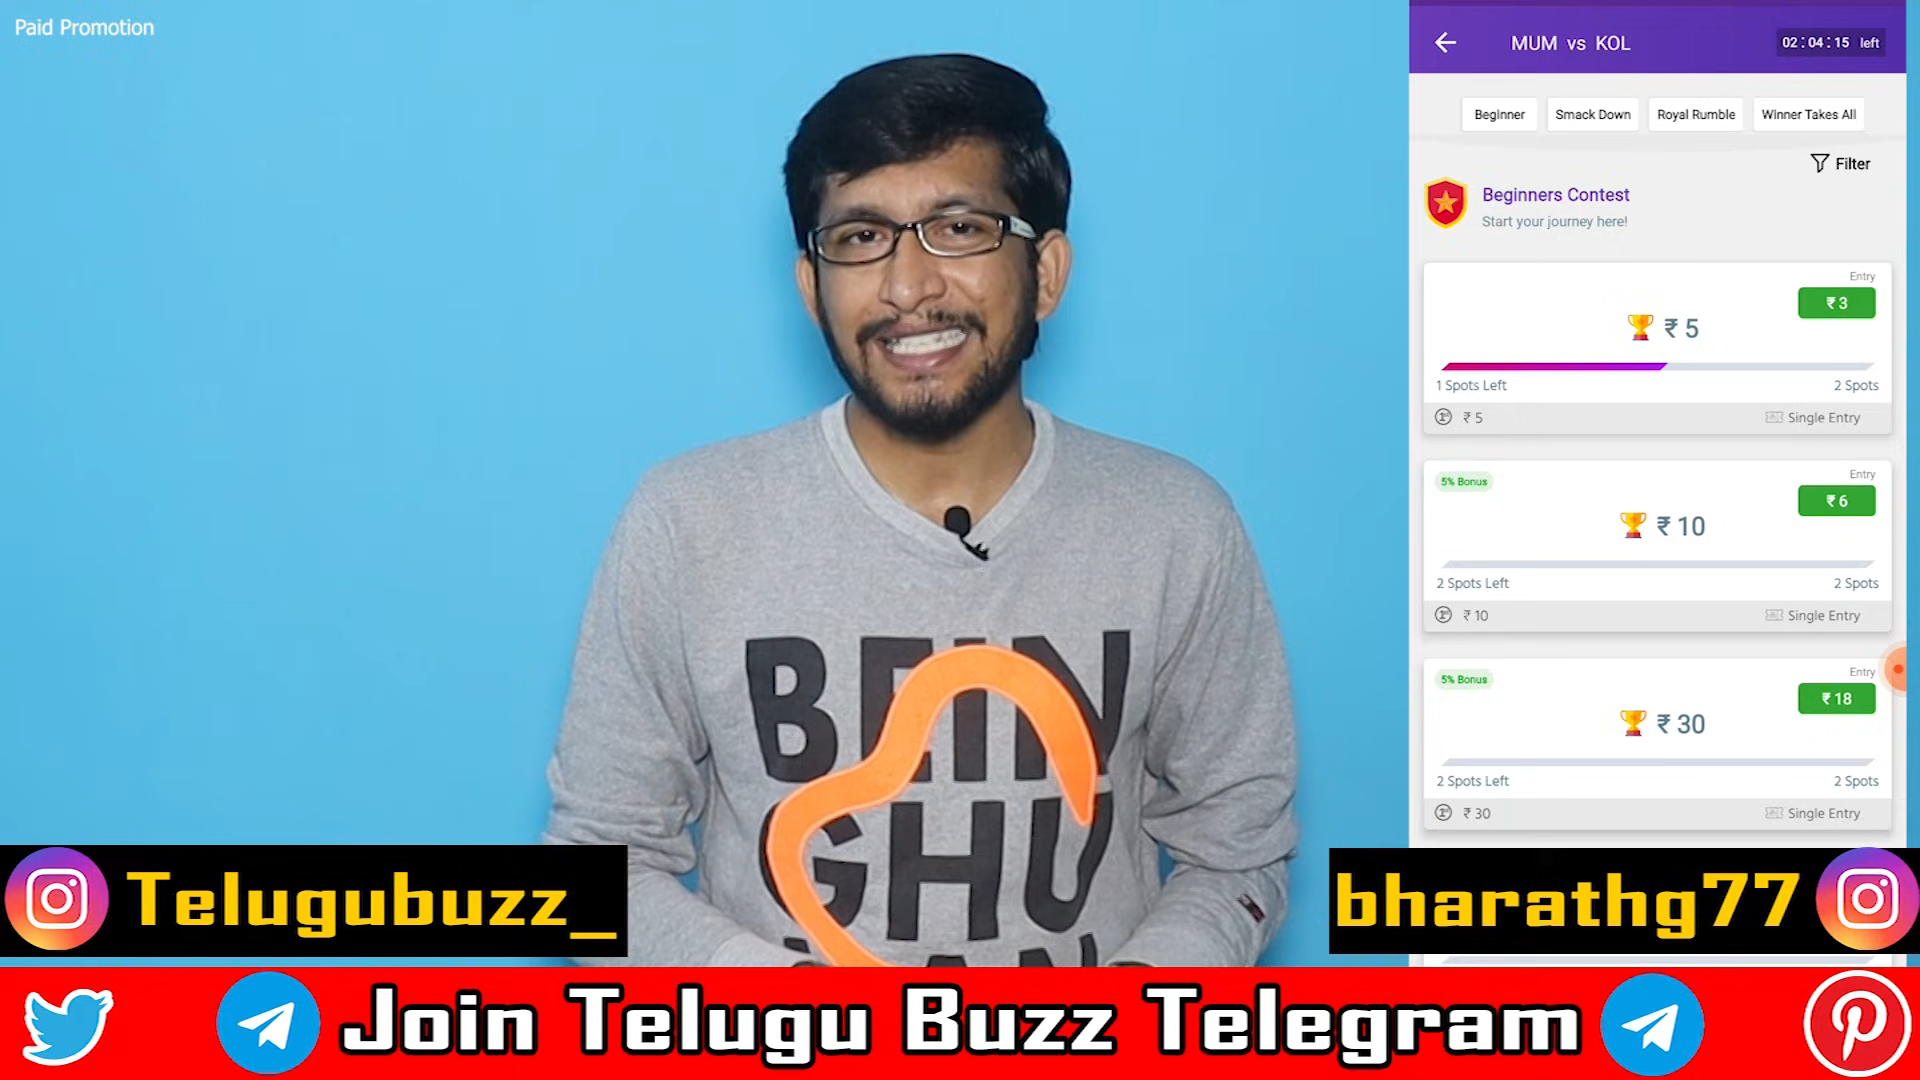 Paid Promotion
MUM vs KOL
02 : 04 : 15 left
Beginner
Smack Down
Royal Rumble
Winner Takes All
Filter
Beginners Contest
Start your journey here!
Entry
₹ 3
₹ 5
1 Spots Left
2 Spots
₹ 5
Single Entry
5% Bonus
Entry
₹ 6
₹ 10
2 Spots Left
2 Spots
₹ 10
Single Entry
5% Bonus
Entry
₹ 18
₹ 30
2 Spots Left
2 Spots
₹ 30
Single Entry
BEIN
GHU
Telugubuzz_
bharathg77
Join Telugu Buzz Telegram